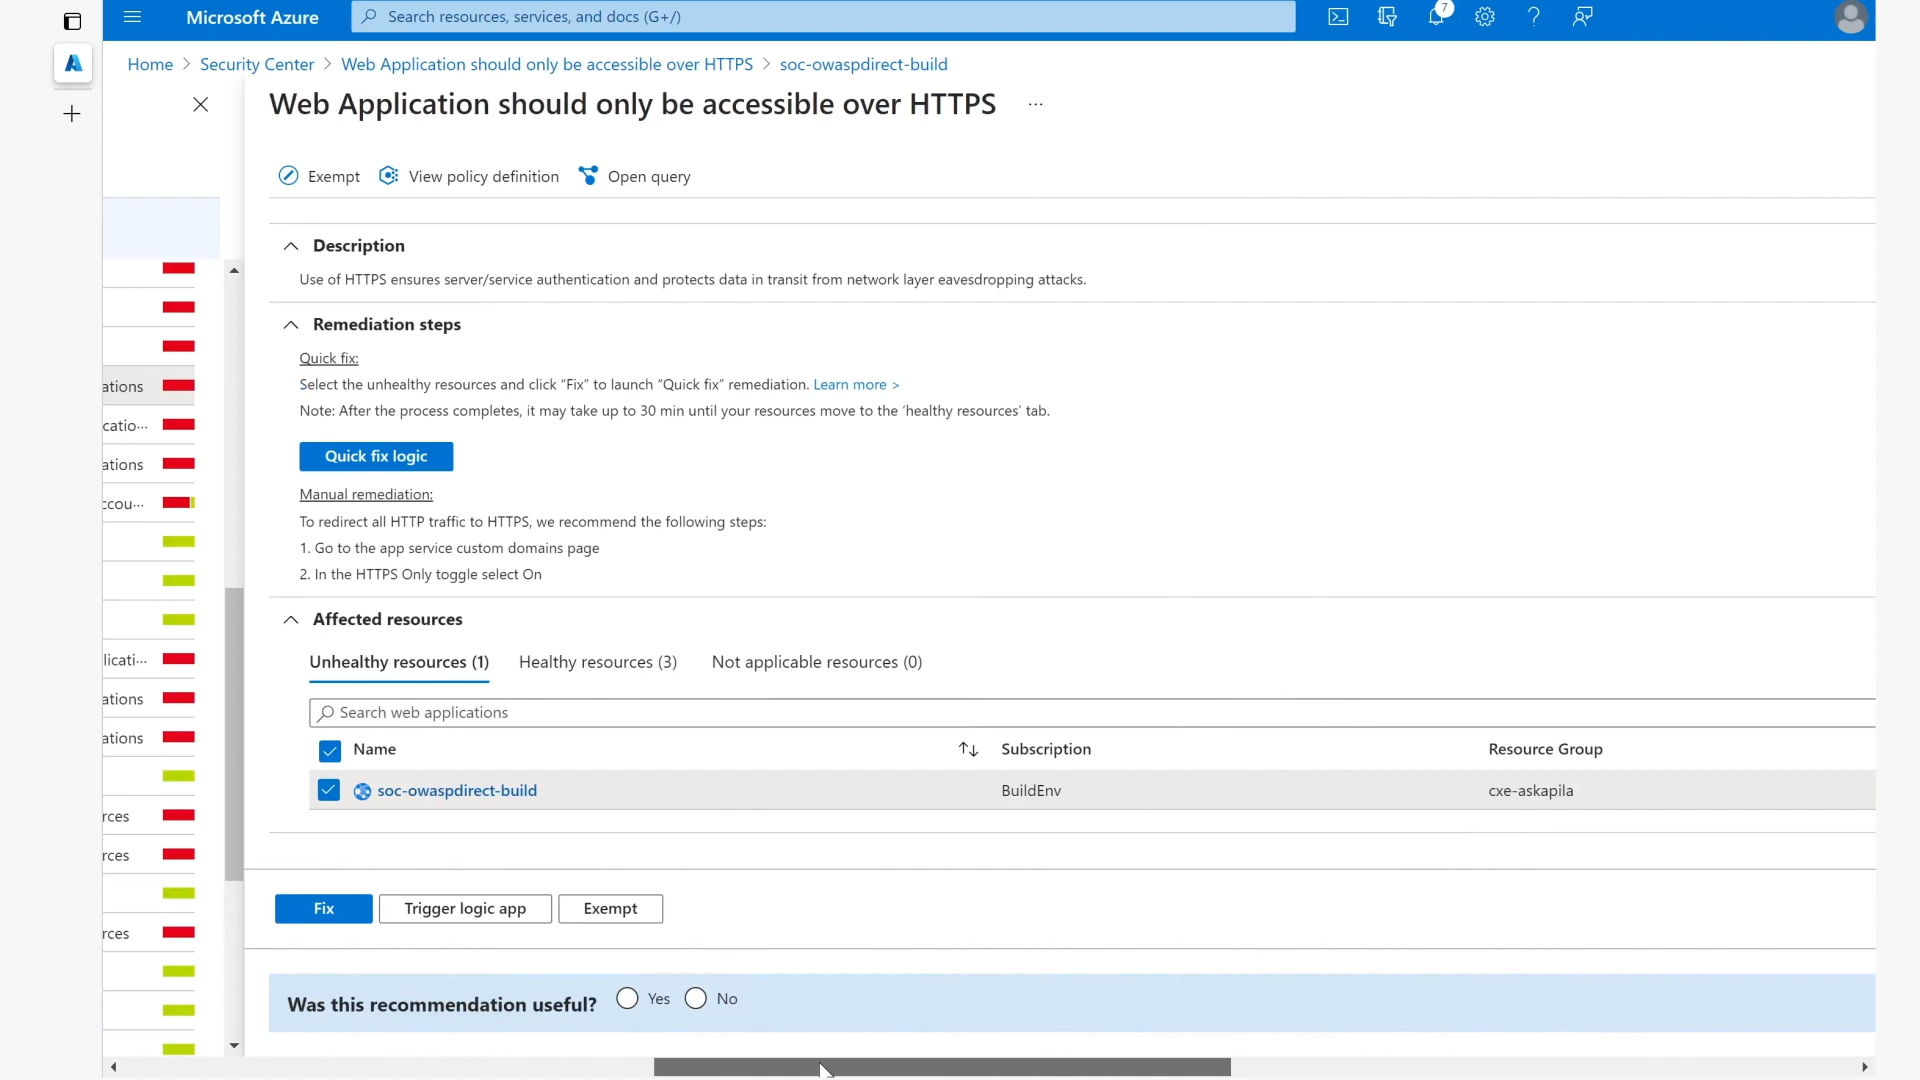 Microsoft Azure
Search resources, services, and docs (G+/)
7
Home > Security Center > Web Application should only be accessible over HTTPS > soc-owaspdirect-build
Web Application should only be accessible over HTTPS ...
Exempt
View policy definition
Open query
Description
Use of HTTPS ensures server/service authentication and protects data in transit from network layer eavesdropping attacks.
Remediation steps
Quick fix:
Select the unhealthy resources and click “Fix” to launch “Quick fix” remediation. Learn more >
Note: After the process completes, it may take up to 30 min until your resources move to the ‘healthy resources’ tab.
Quick fix logic
Manual remediation:
To redirect all HTTP traffic to HTTPS, we recommend the following steps:
1. Go to the app service custom domains page
2. In the HTTPS Only toggle select On
Affected resources
Unhealthy resources (1)
Healthy resources (3)
Not applicable resources (0)
Search web applications
Name
Subscription
Resource Group
soc-owaspdirect-build
BuildEnv
cxe-askapila
Fix
Trigger logic app
Exempt
Was this recommendation useful?
Yes
No
ations
catio...
ations
ccou...
licati...
ations
ations
rces
rces
rces